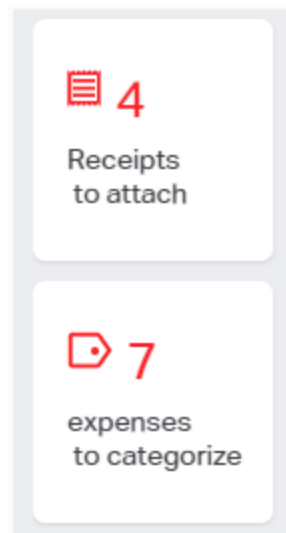 4
Receipts
to attach
7
expenses
to categorize